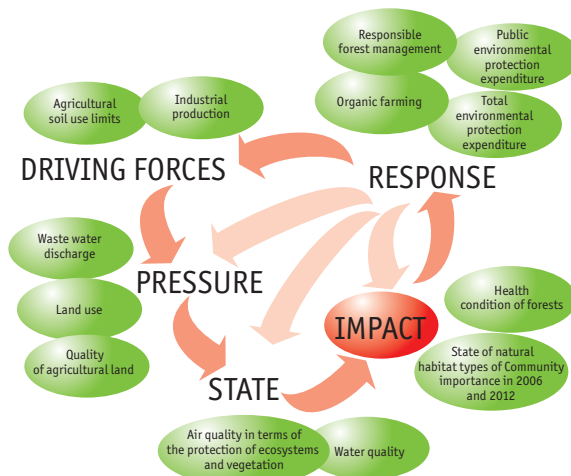 Responsible
forest management
Public
environmental
protection
expenditure
Organic farming
Total
environmental
protection
expenditure
Agricultural
soil use limits
Industrial
production
DRIVING FORCES
RESPONSE
Waste water
discharge
PRESSURE
Land use
Quality
of agricultural land
STATE
IMPACT
Health
condition of forests
State of natural
habitat types of Community
importance in 2006
and 2012
Air quality in terms of
the protection of ecosystems
and vegetation
Water quality